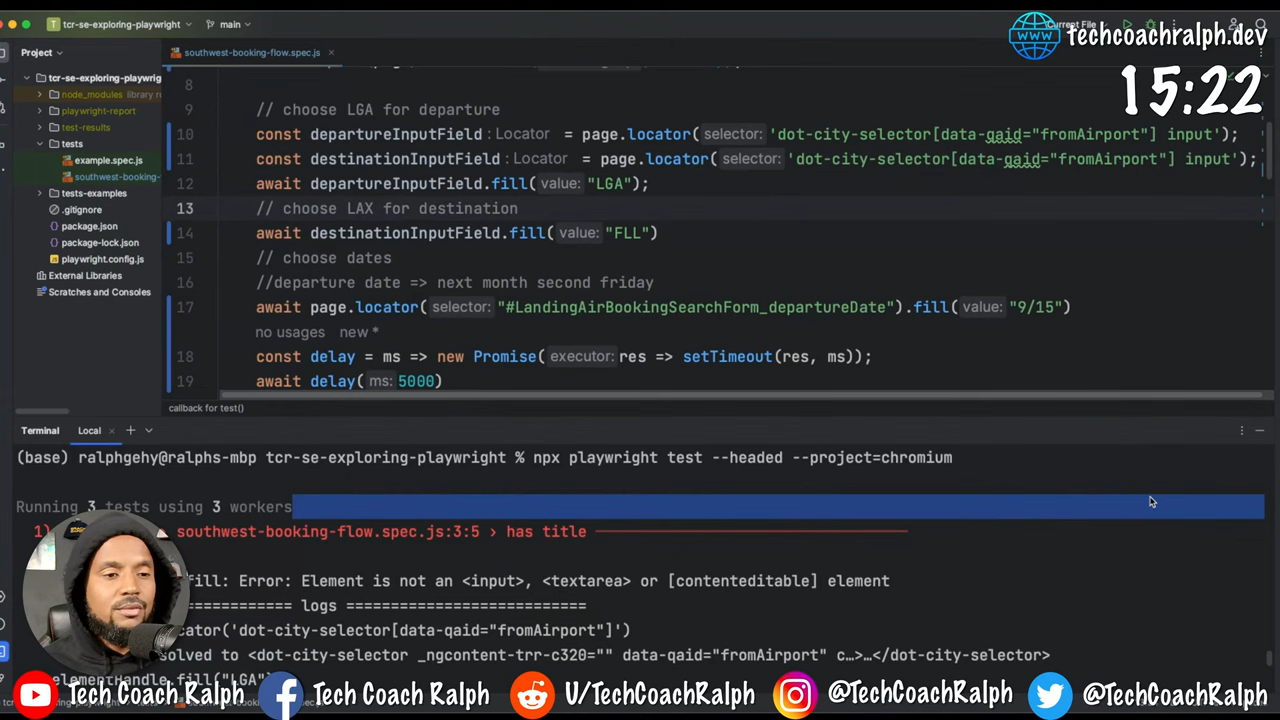 tcr-se-exploring-playwright
main
Current File
techcoachralph.dev
15:22
Project
southwest-booking-flow.spec.js
tcr-se-exploring-playwrig
node_modules library r
playwright-report
test-results
tests
example.spec.js
southwest-booking-
tests-examples
.gitignore
package.json
package-lock.json
playwright.config.js
External Libraries
Scratches and Consoles
8
9 // choose LGA for departure
10 const departureInputField : Locator = page.locator( selector: 'dot-city-selector[data-qaid="fromAirport"] input');
11 const destinationInputField : Locator = page.locator( selector: 'dot-city-selector[data-qaid="fromAirport"] input');
12 await departureInputField.fill( value: "LGA");
13 // choose LAX for destination
14 await destinationInputField.fill( value: "FLL")
15 // choose dates
16 //departure date => next month second friday
17 await page.locator( selector: "#LandingAirBookingSearchForm_departureDate").fill( value: "9/15")
no usages new *
18 const delay = ms => new Promise( executor: res => setTimeout(res, ms));
19 await delay( ms: 5000)
callback for test()
Terminal Local
(base) ralphgehy@ralphs-mbp tcr-se-exploring-playwright % npx playwright test --headed --project=chromium
Running 3 tests using 3 workers
1) southwest-booking-flow.spec.js:3:5 › has title
fill: Error: Element is not an <input>, <textarea> or [contenteditable] element
============ logs ===========================
cator('dot-city-selector[data-qaid="fromAirport"]')
solved to <dot-city-selector _ngcontent-trr-c320="" data-qaid="fromAirport" c…>…</dot-city-selector>
elementHandle.fill("LGA"
Tech Coach Ralph
Tech Coach Ralph
U/TechCoachRalph
@TechCoachRalph
@TechCoachRalph